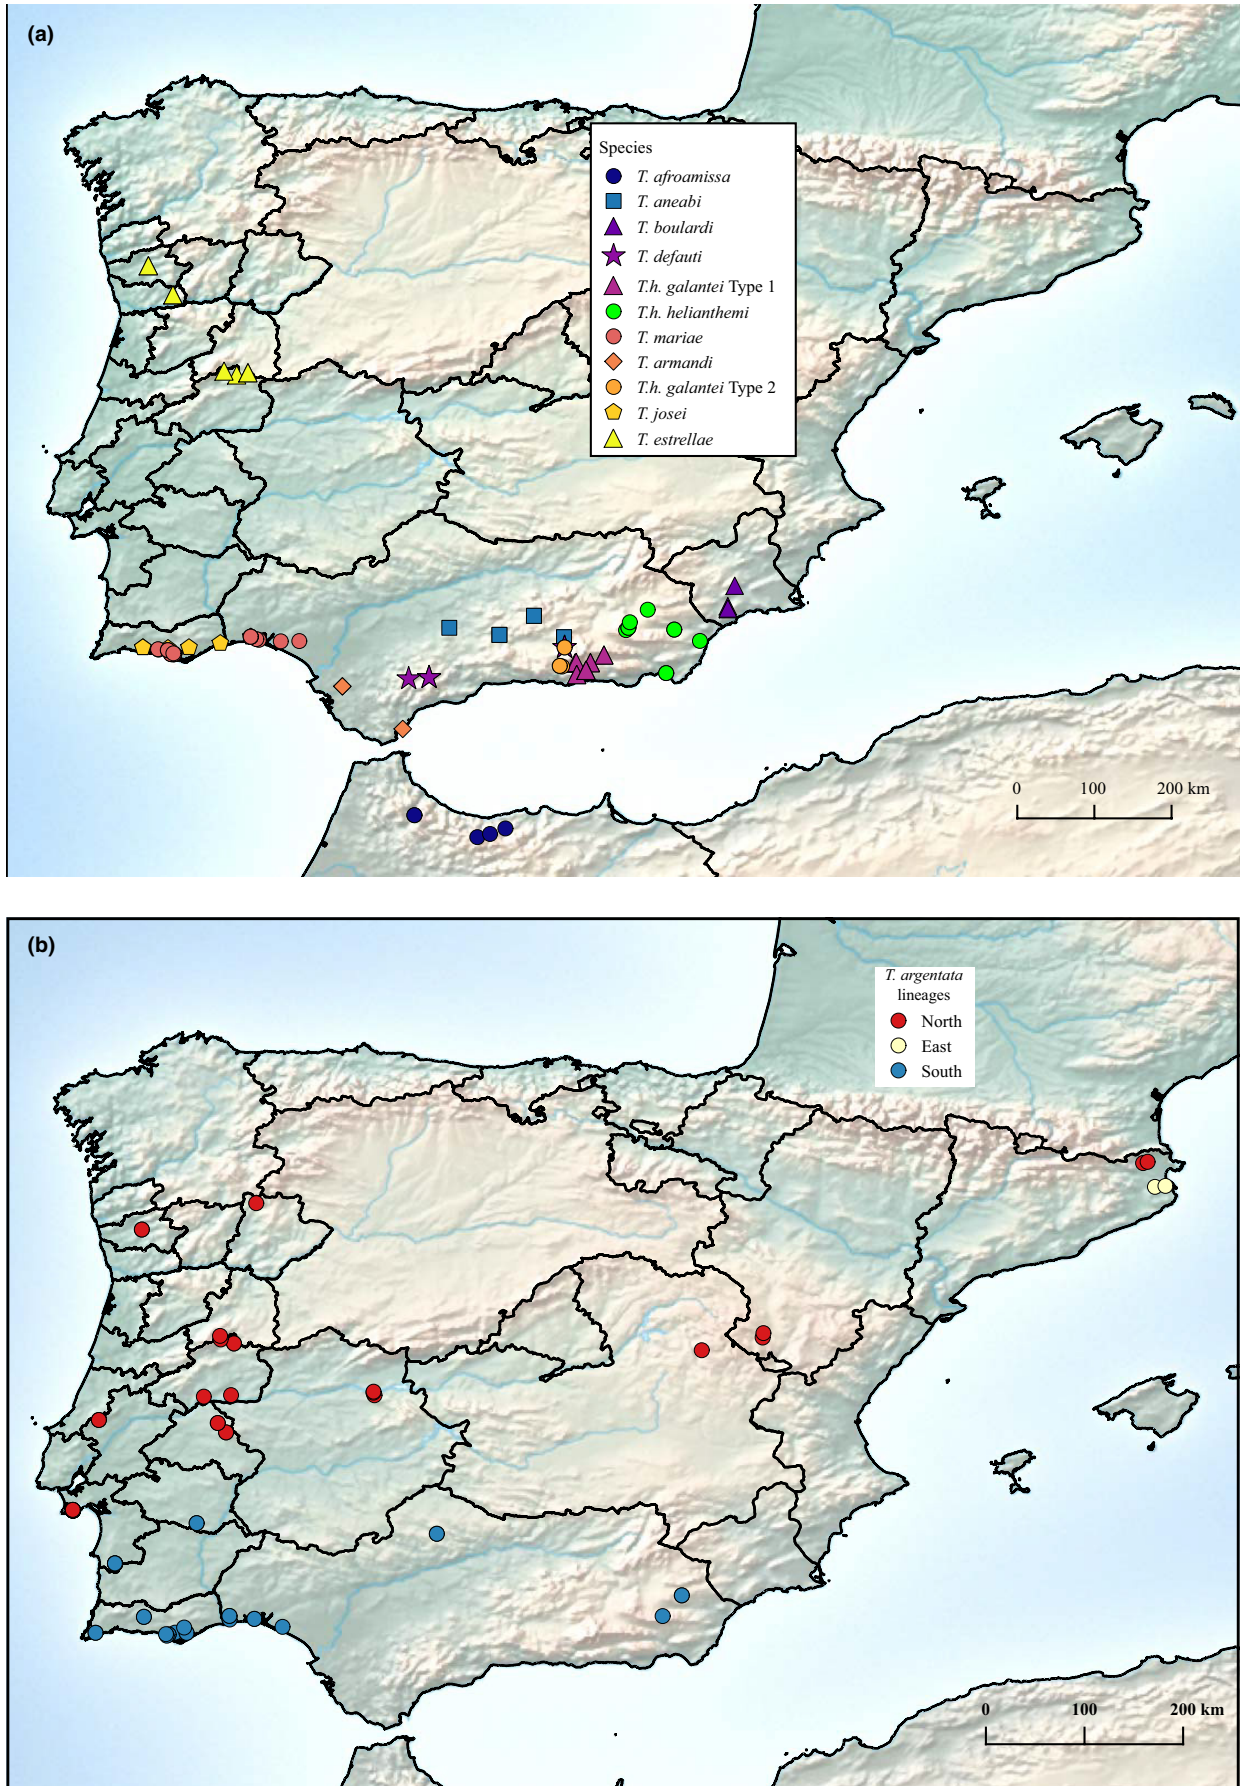 (a)
Species
T. afroamissa
T. aneabi
T. boulardi
T. defauti
T.h. galantei Type 1
T.h. helianthemi
T. mariae
T. armandi
T.h. galantei Type 2
T. josei
T. estrellae
0 100 200 km
(b)
T. argentata
lineages
North
East
South
0 100 200 km